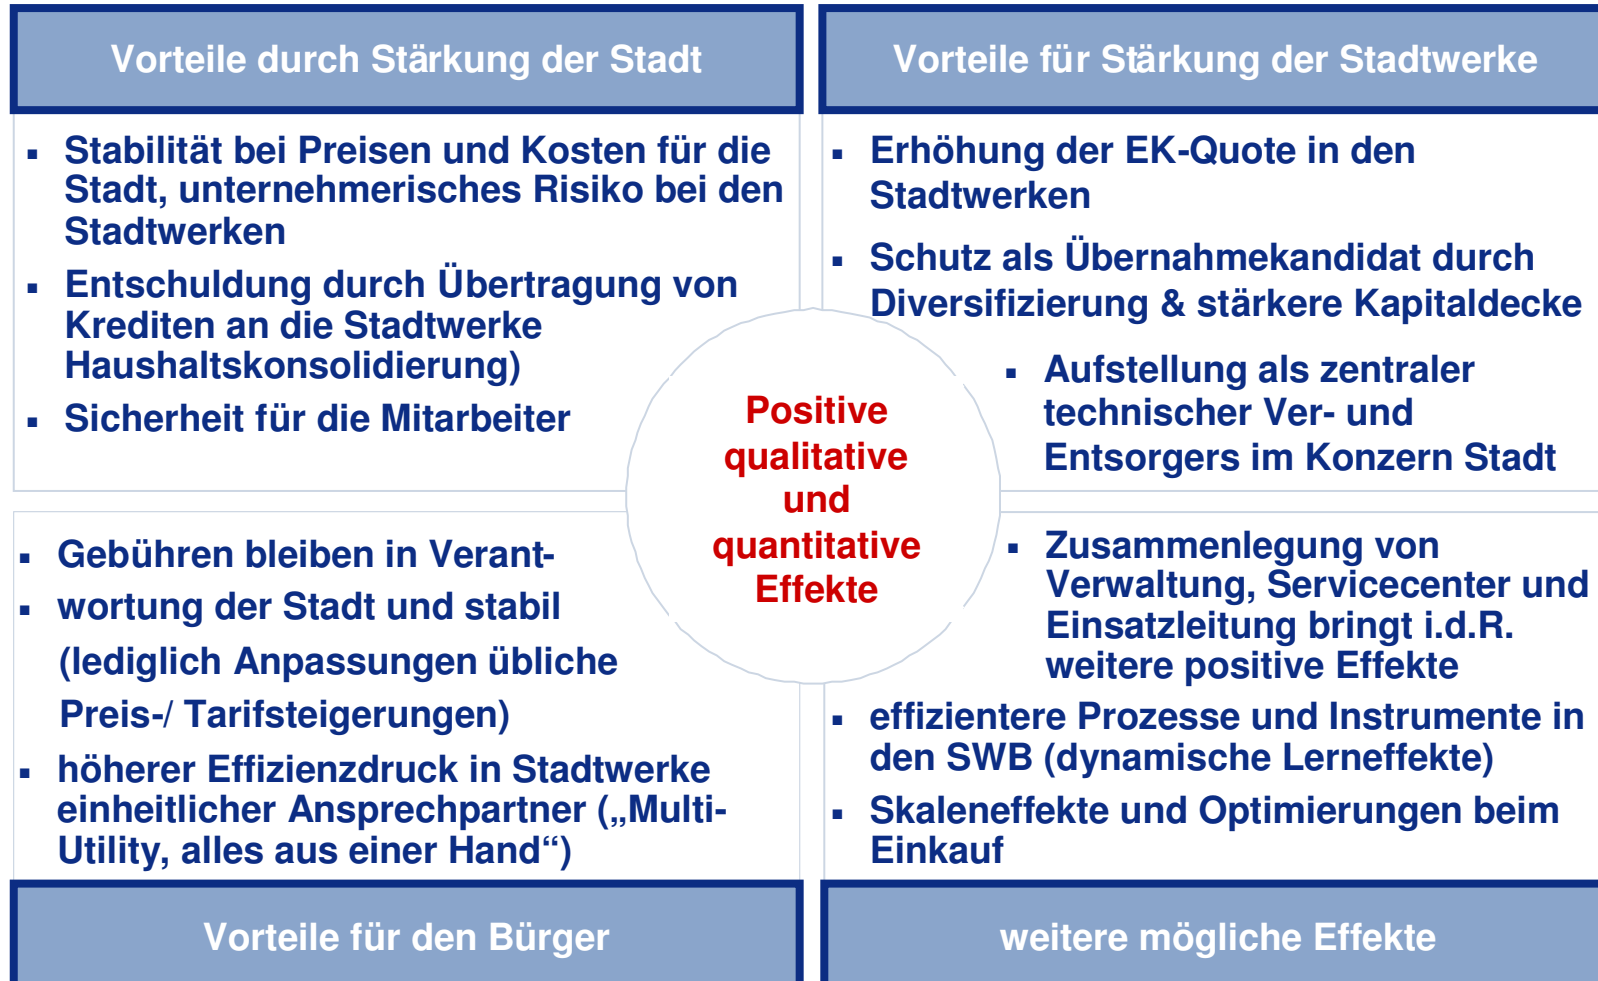 Vorteile durch Stärkung der Stadt
▪ Stabilität bei Preisen und Kosten für die
Stadt, unternehmerisches Risiko bei den
Stadtwerken
▪ Entschuldung durch Übertragung von
Krediten an die Stadtwerke
Haushaltskonsolidierung)
▪ Sicherheit für die Mitarbeiter
Vorteile für Stärkung der Stadtwerke
▪ Erhöhung der EK-Quote in den
Stadtwerken
▪ Schutz als Übernahmekandidat durch
Diversifizierung & stärkere Kapitaldecke
▪ Aufstellung als zentraler
technischer Ver- und
Entsorgers im Konzern Stadt
Positive
qualitative
und
quantitative
Effekte
▪ Gebühren bleiben in Verant-
▪ wortung der Stadt und stabil
(lediglich Anpassungen übliche
Preis-/ Tarifsteigerungen)
▪ höherer Effizienzdruck in Stadtwerke
einheitlicher Ansprechpartner („Multi-
Utility, alles aus einer Hand“)
Vorteile für den Bürger
▪ Zusammenlegung von
Verwaltung, Servicecenter und
Einsatzleitung bringt i.d.R.
weitere positive Effekte
▪ effizientere Prozesse und Instrumente in
den SWB (dynamische Lerneffekte)
▪ Skaleneffekte und Optimierungen beim
Einkauf
weitere mögliche Effekte